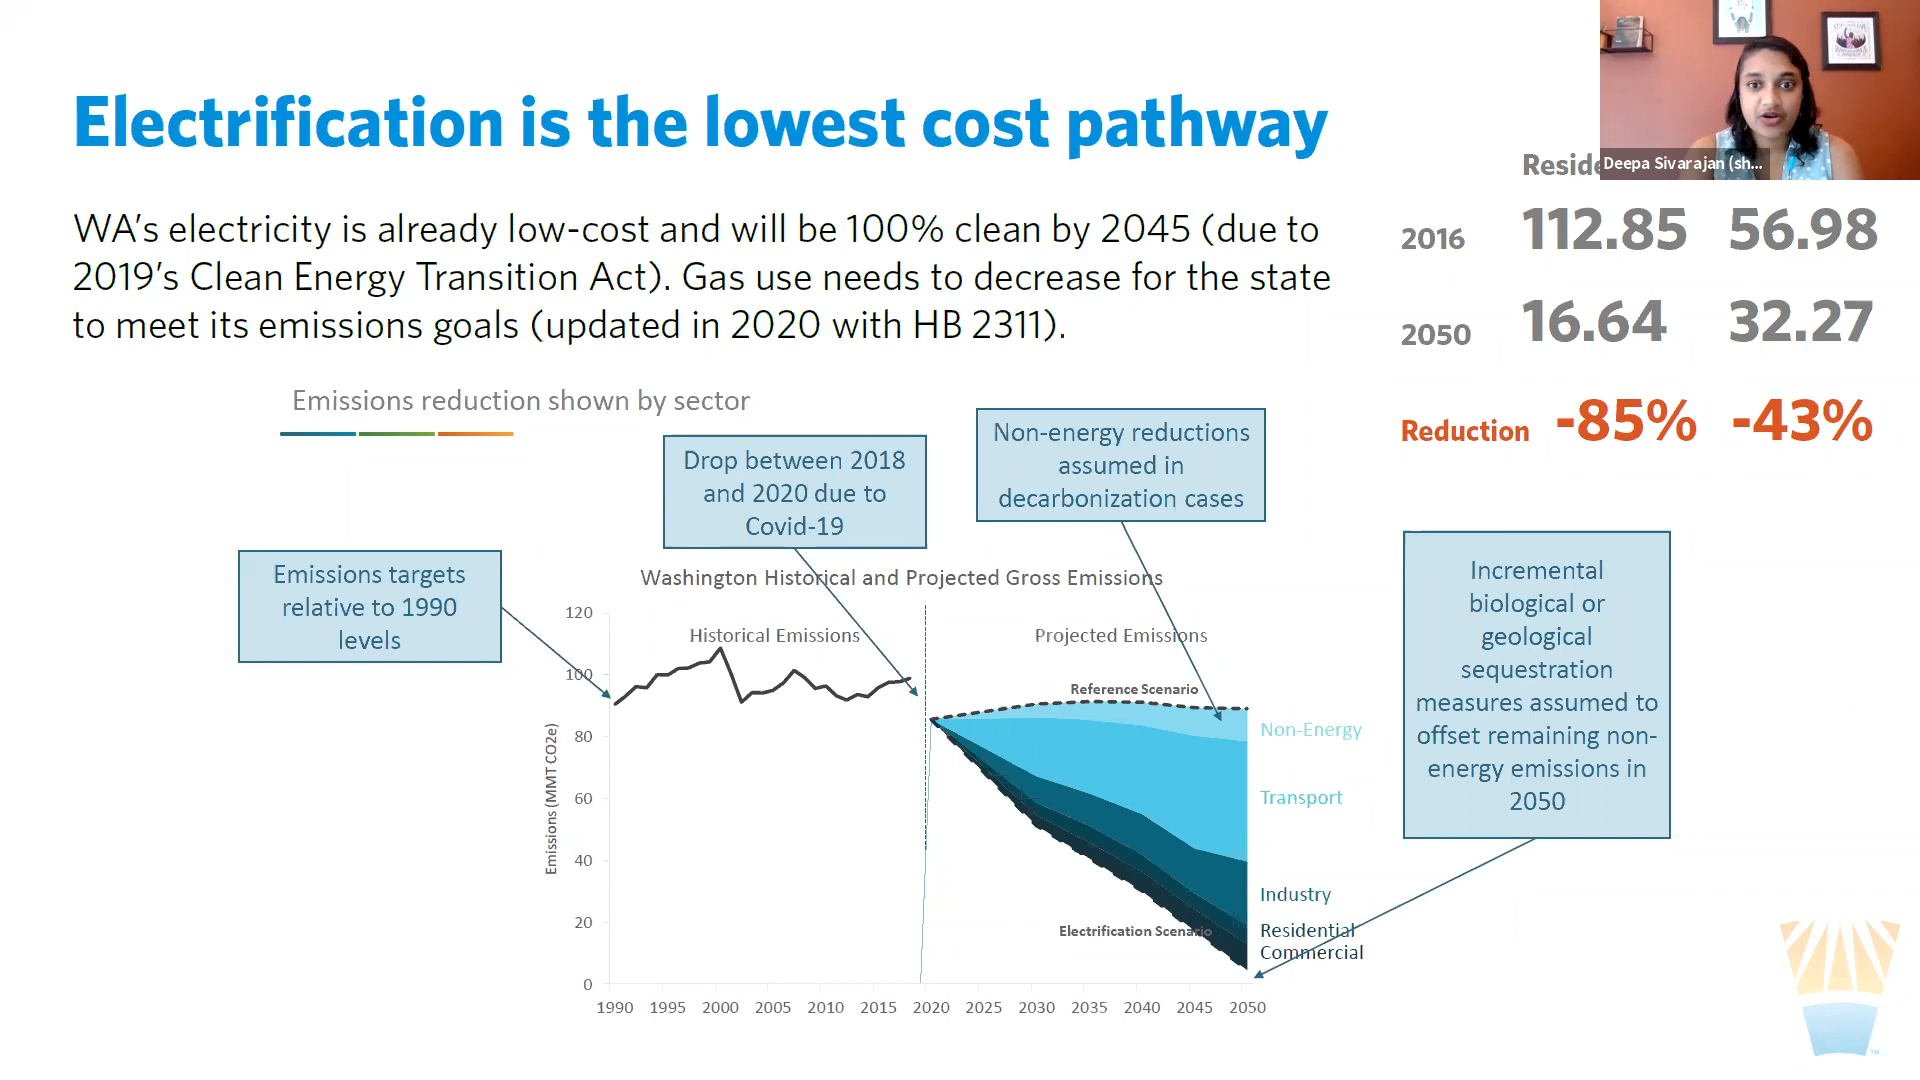 Electrification is the lowest cost pathway
WA's electricity is already low-cost and will be 100% clean by 2045 (due to
2019's Clean Energy Transition Act). Gas use needs to decrease for the state
to meet its emissions goals (updated in 2020 with HB 2311).
Deepa Sivarajan (sh...
2016 112.85 56.98
2050 16.64 32.27
Reduction -85% -43%
Emissions reduction shown by sector
Emissions targets
relative to 1990
levels
Drop between 2018
and 2020 due to
Covid-19
Non-energy reductions
assumed in
decarbonization cases
Incremental
biological or
geological
sequestration
measures assumed to
offset remaining non-
energy emissions in
2050
Washington Historical and Projected Gross Emissions
Historical Emissions
Projected Emissions
Reference Scenario
Electrification Scenario
Non-Energy
Transport
Industry
Residential
Commercial
Emissions (MMT CO2e)
120
100
80
60
40
20
0
1990 1995 2000 2005 2010 2015 2020 2025 2030 2035 2040 2045 2050
TM